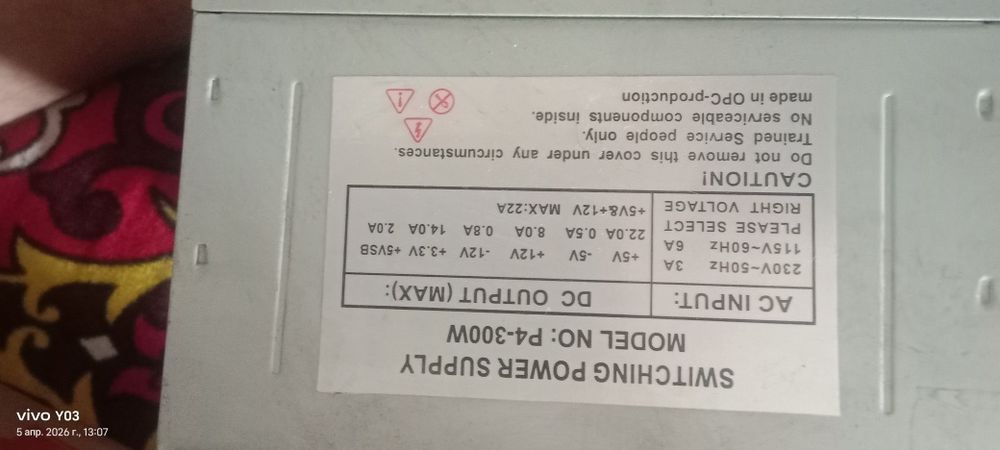 SWITCHING POWER SUPPLY
MODEL NO: P4-300W
AC INPUT: DC OUTPUT (MAX):
230V~50Hz 3A +5V -5V +12V -12V +3.3V +5VSB
115V~60Hz 6A 22.0A 0.5A 8.0A 0.8A 14.0A 2.0A
PLEASE SELECT
RIGHT VOLTAGE +5V&+12V MAX:22A
CAUTION!
Do not remove this cover under any circumstances.
Trained Service people only.
No serviceable components inside.
made in OPC-production
vivo Y03
5 апр. 2026 г., 13:07